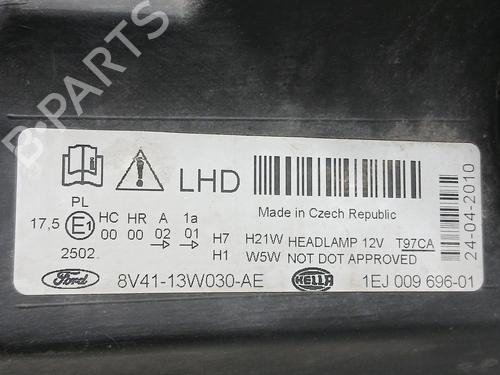 B-PARTS
LHD
Made in Czech Republic
24-04-2010
PL
17,5 E1 HC HR A 1a
00 00 02 01
2502
H7 H21W HEADLAMP 12V T97CA
H1 W5W NOT DOT APPROVED
Ford 8V41-13W030-AE HELLA 1EJ 009 696-01